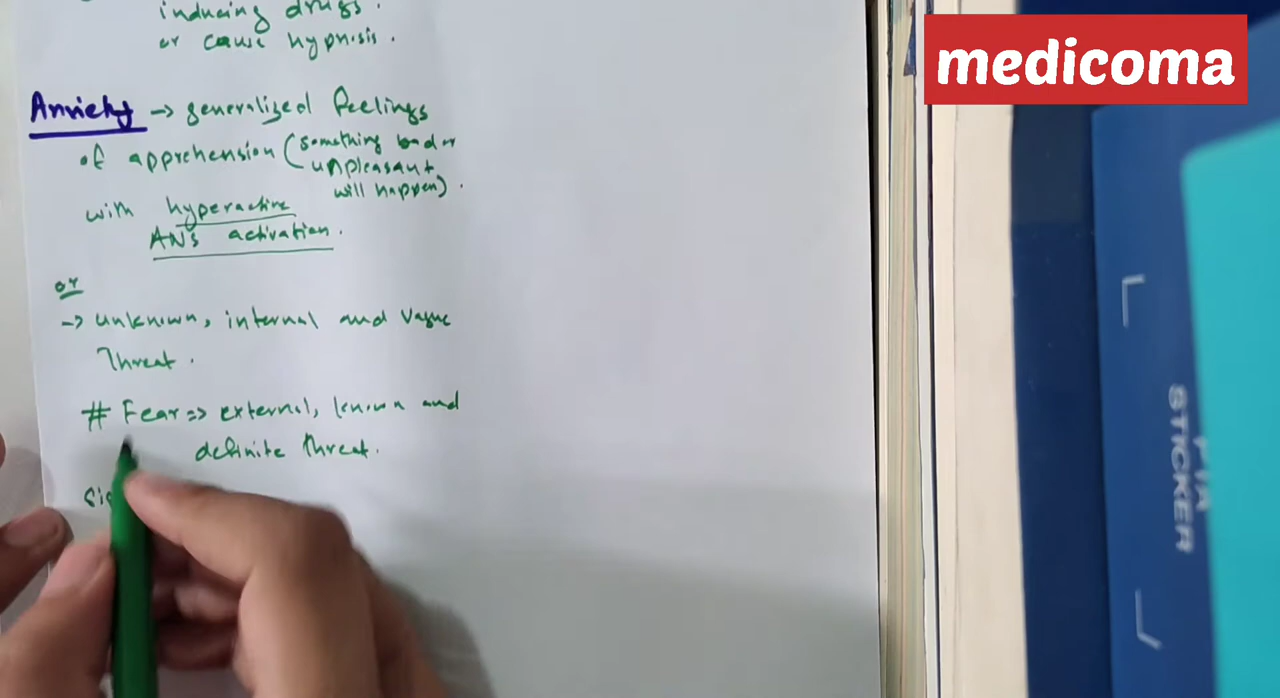 inducing drugs.
or cause hypnosis.
Anxiety -> generalized feelings
of apprehension (something bad or
unpleasant
will happen).
with hyperactive
ANS activation.
or
-> unknown, internal and vague
Threat.
# Fear => external, known and
definite threat.
medicoma
STICKER